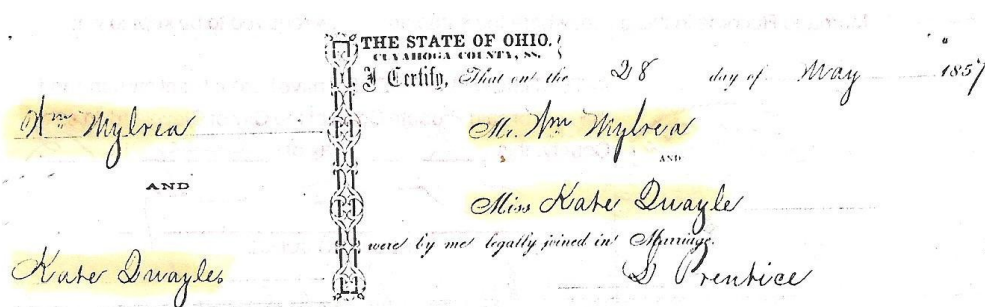 THE STATE OF OHIO,
CUYAHOGA COUNTY, SS.
I Certify, That on the 28 day of May 1857
Wm Mylrea
AND
Kate Quayle
Mr. Wm Mylrea
AND
Miss Kate Quayle
were by me legally joined in Marriage.
D Prentice